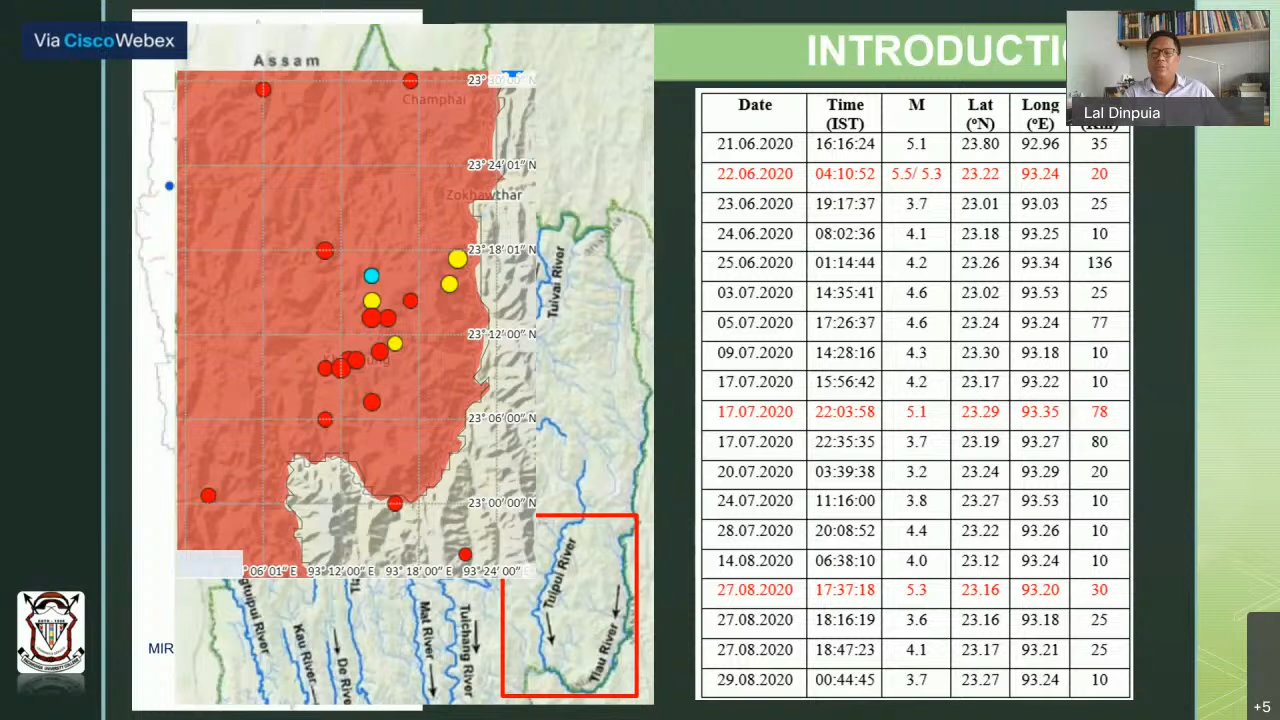 Via CiscoWebex
INTRODUCTI
Lal Dinpuia
Assam
Champhai
Zokhawthar
23° 24′ 01″ N
23° 18′ 01″ N
23° 12′ 00″ N
23° 06′ 00″ N
23° 00′ 00″ N
° 06′ 01″ E 93° 12′ 00″ E 93° 18′ 00″ E 93° 24′ 00″ E
Tuivai River
Tuipui River
Tiau River
Kau River
De Riv
Mat River
Tuichang River
MIR
Date Time (IST) M Lat (°N) Long (°E)
21.06.2020 16:16:24 5.1 23.80 92.96 35
22.06.2020 04:10:52 5.5/ 5.3 23.22 93.24 20
23.06.2020 19:17:37 3.7 23.01 93.03 25
24.06.2020 08:02:36 4.1 23.18 93.25 10
25.06.2020 01:14:44 4.2 23.26 93.34 136
03.07.2020 14:35:41 4.6 23.02 93.53 25
05.07.2020 17:26:37 4.6 23.24 93.24 77
09.07.2020 14:28:16 4.3 23.30 93.18 10
17.07.2020 15:56:42 4.2 23.17 93.22 10
17.07.2020 22:03:58 5.1 23.29 93.35 78
17.07.2020 22:35:35 3.7 23.19 93.27 80
20.07.2020 03:39:38 3.2 23.24 93.29 20
24.07.2020 11:16:00 3.8 23.27 93.53 10
28.07.2020 20:08:52 4.4 23.22 93.26 10
14.08.2020 06:38:10 4.0 23.12 93.24 10
27.08.2020 17:37:18 5.3 23.16 93.20 30
27.08.2020 18:16:19 3.6 23.16 93.18 25
27.08.2020 18:47:23 4.1 23.17 93.21 25
29.08.2020 00:44:45 3.7 23.27 93.24 10
+5